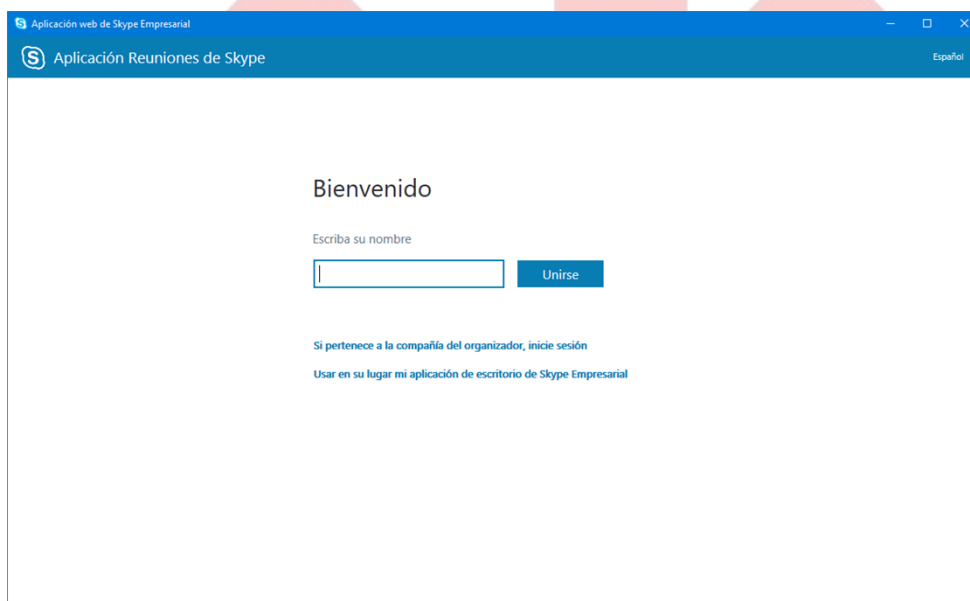 Aplicación web de Skype Empresarial
Aplicación Reuniones de Skype
Español
Bienvenido
Escriba su nombre
Unirse
Si pertenece a la compañía del organizador, inicie sesión
Usar en su lugar mi aplicación de escritorio de Skype Empresarial